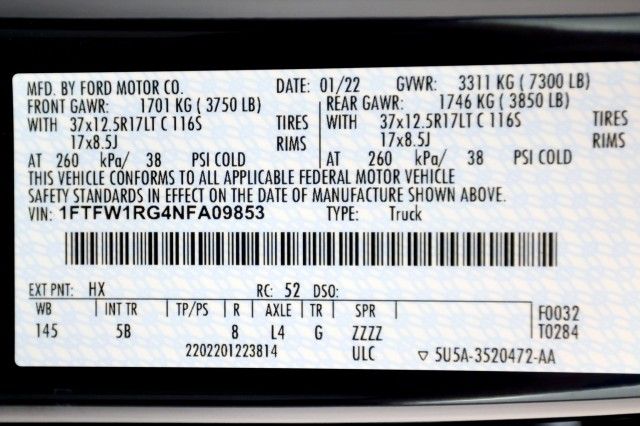 MFD. BY FORD MOTOR CO. DATE: 01/22 GVWR: 3311 KG ( 7300 LB)
FRONT GAWR: 1701 KG ( 3750 LB) REAR GAWR: 1746 KG ( 3850 LB)
WITH 37x12.5R17LT C 116S TIRES WITH 37x12.5R17LT C 116S TIRES
17x8.5J RIMS 17x8.5J RIMS
AT 260 kPa/ 38 PSI COLD AT 260 kPa/ 38 PSI COLD
THIS VEHICLE CONFORMS TO ALL APPLICABLE FEDERAL MOTOR VEHICLE
SAFETY STANDARDS IN EFFECT ON THE DATE OF MANUFACTURE SHOWN ABOVE.
VIN: 1FTFW1RG4NFA09853 TYPE: Truck
EXT PNT: HX RC: 52 DSO:
WB INT TR TP/PS R AXLE TR SPR F0032
145 5B 8 L4 G ZZZZ T0284
2202201223814 ULC ▽ 5U5A-3520472-AA